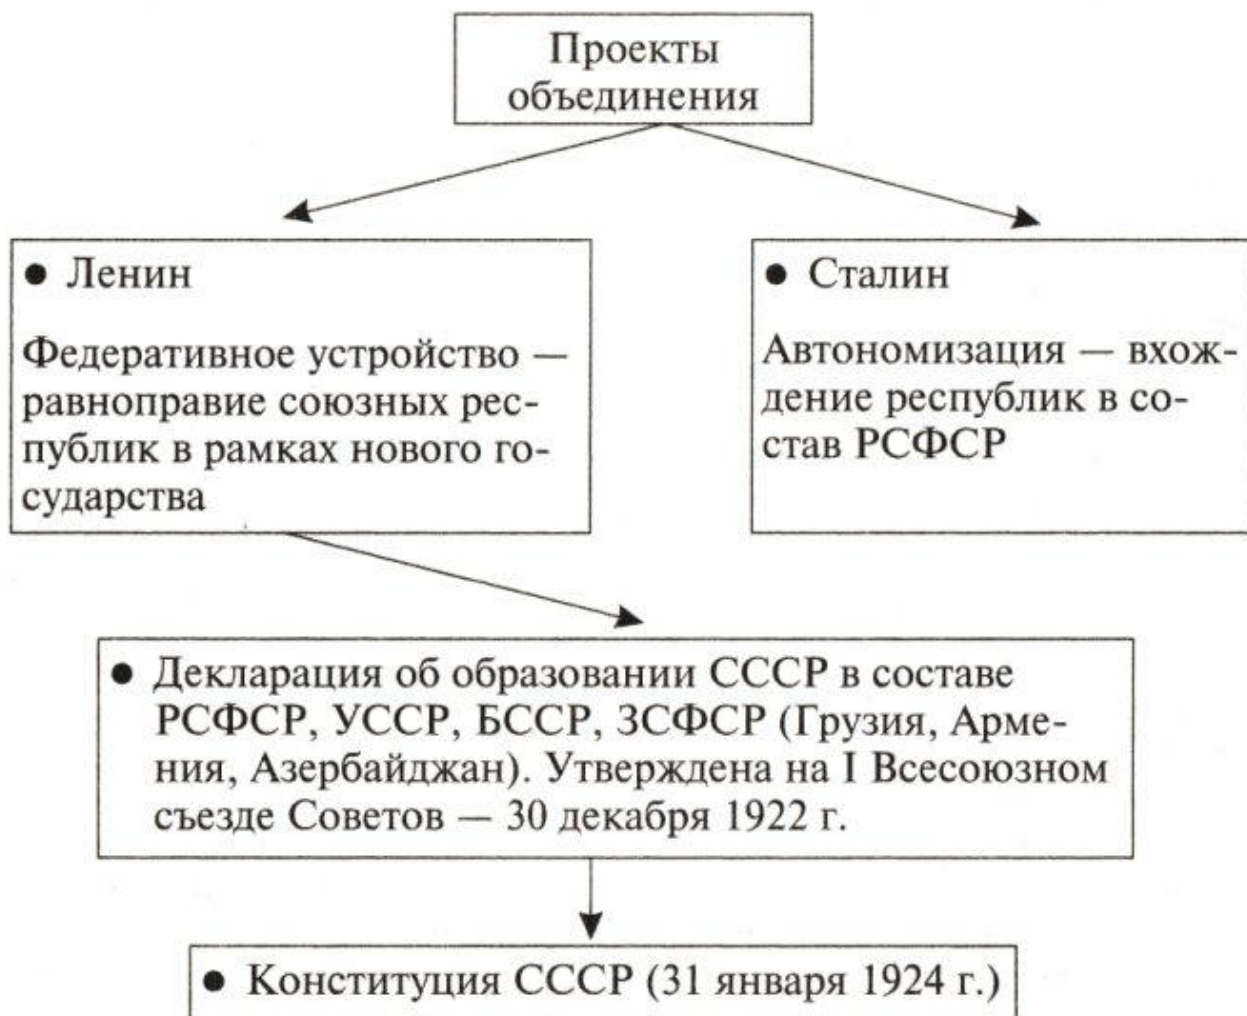 Проекты
объединения
● Ленин
Федеративное устройство —
равноправие союзных рес-
публик в рамках нового го-
сударства
● Сталин
Автономизация — вхож-
дение республик в со-
став РСФСР
● Декларация об образовании СССР в составе
РСФСР, УССР, БССР, ЗСФСР (Грузия, Арме-
ния, Азербайджан). Утверждена на I Всесоюзном
съезде Советов — 30 декабря 1922 г.
● Конституция СССР (31 января 1924 г.)